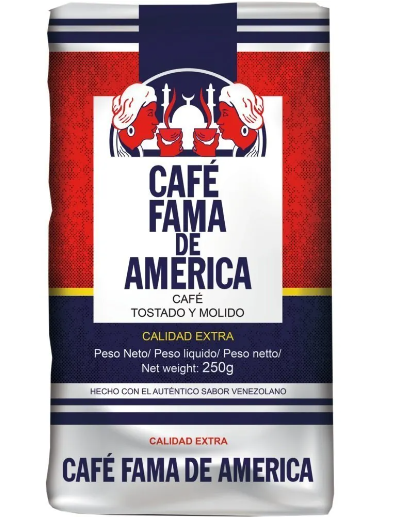 CAFÉ
FAMA
DE
AMERICA
CAFÉ
TOSTADO Y MOLIDO
CALIDAD EXTRA
Peso Neto/ Peso liquido/ Peso netto/
Net weight: 250g
HECHO CON EL AUTÉNTICO SABOR VENEZOLANO
CALIDAD EXTRA
CAFÉ FAMA DE AMERICA